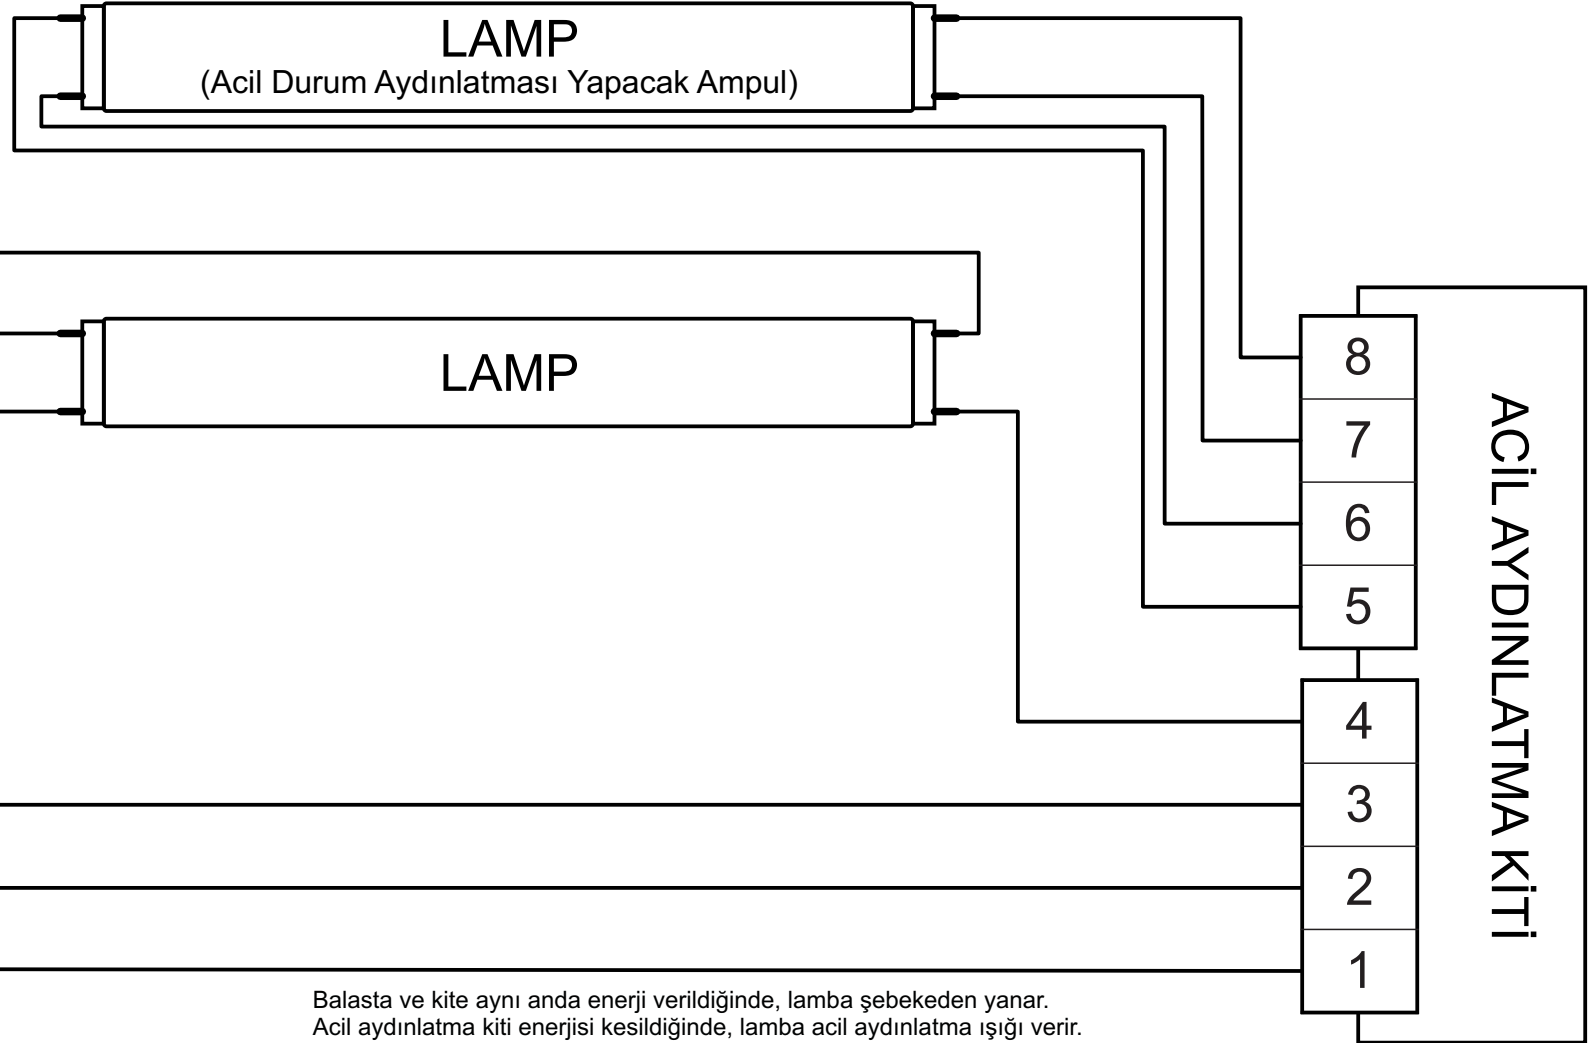 LAMP
(Acil Durum Aydınlatması Yapacak Ampul)
LAMP
8
7
6
5
4
3
2
1
ACİL AYDINLATMA KİTİ
Balasta ve kite aynı anda enerji verildiğinde, lamba şebekeden yanar.
Acil aydınlatma kiti enerjisi kesildiğinde, lamba acil aydınlatma ışığı verir.